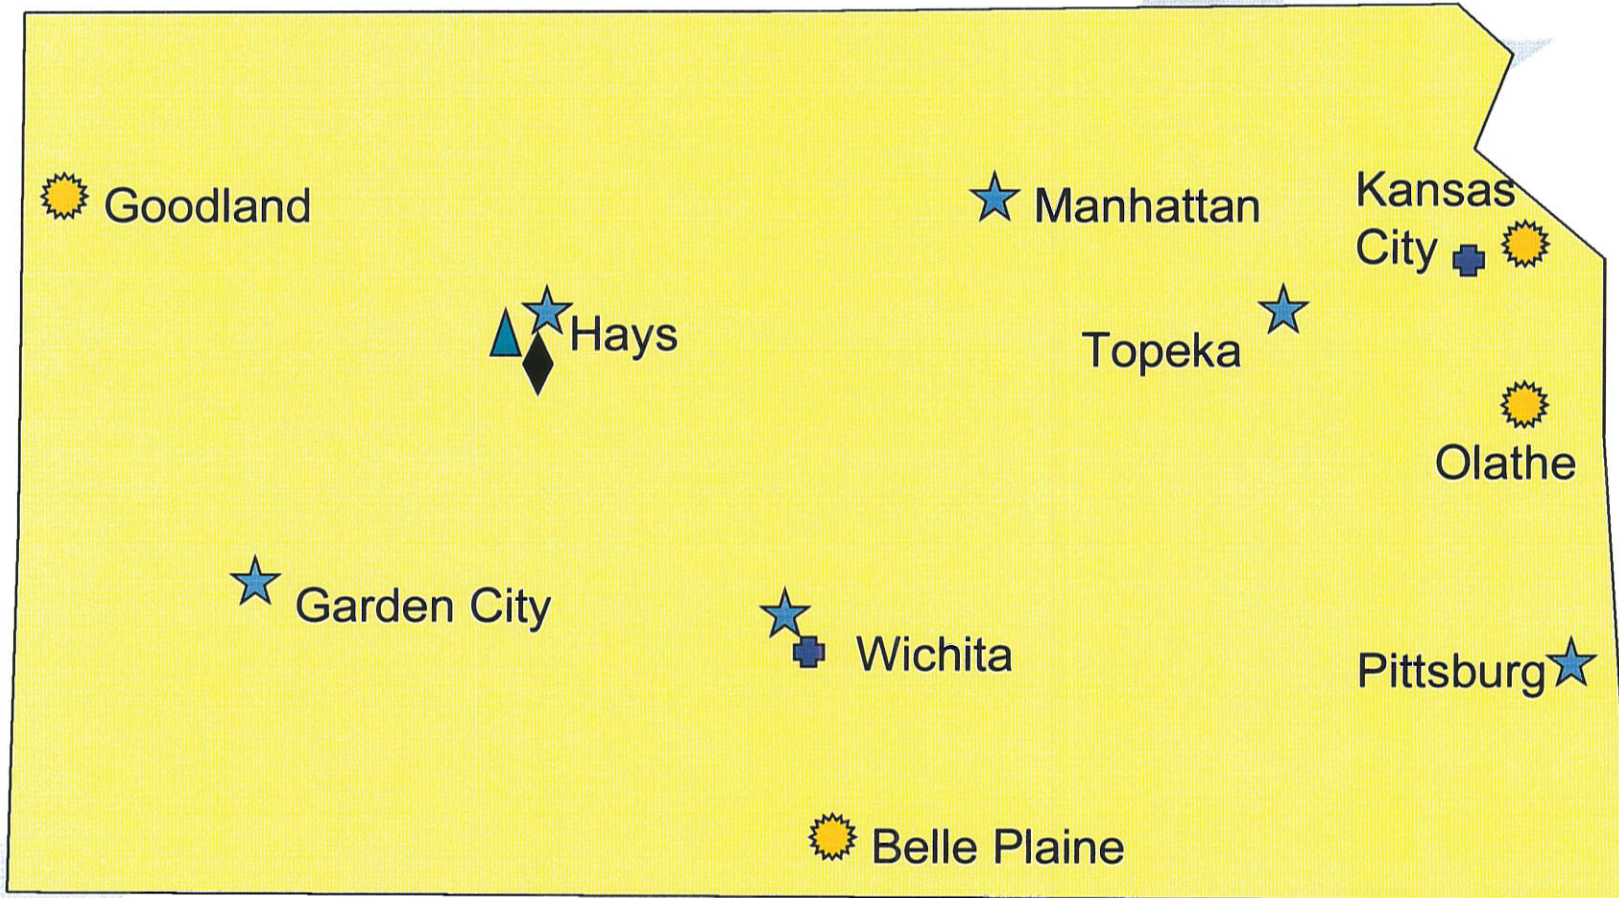 Goodland
Manhattan
Kansas
City
Hays
Topeka
Olathe
Garden City
Wichita
Pittsburg
Belle Plaine